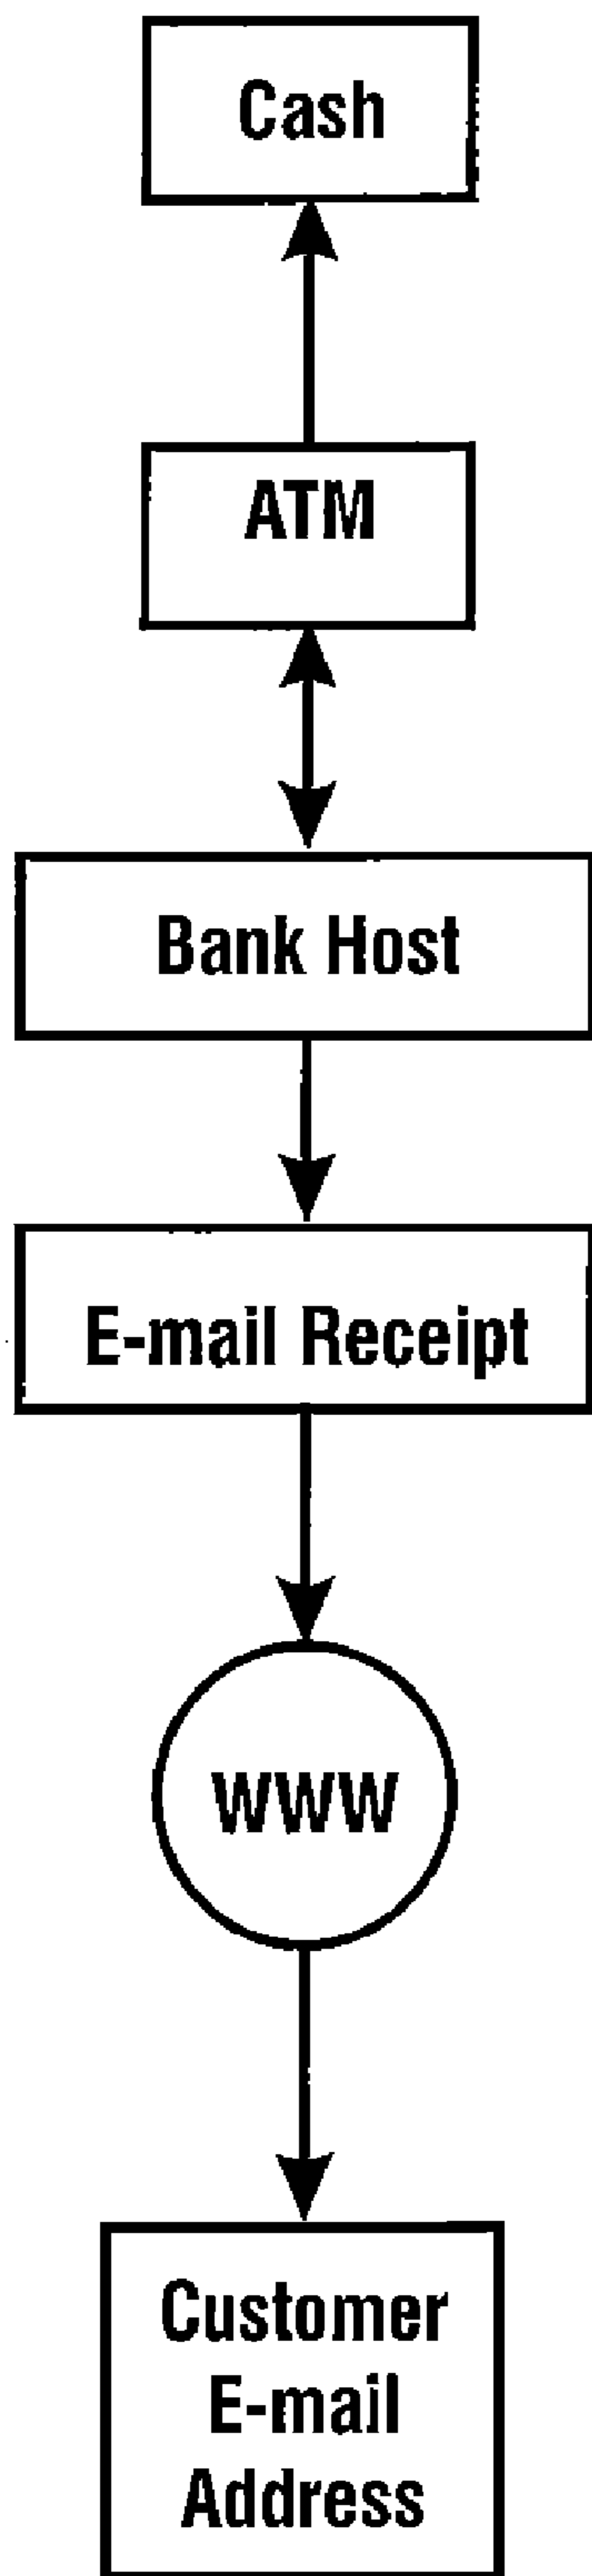 Cash
ATM
Bank Host
E-mail Receipt
WWW
Customer
E-mail
Address